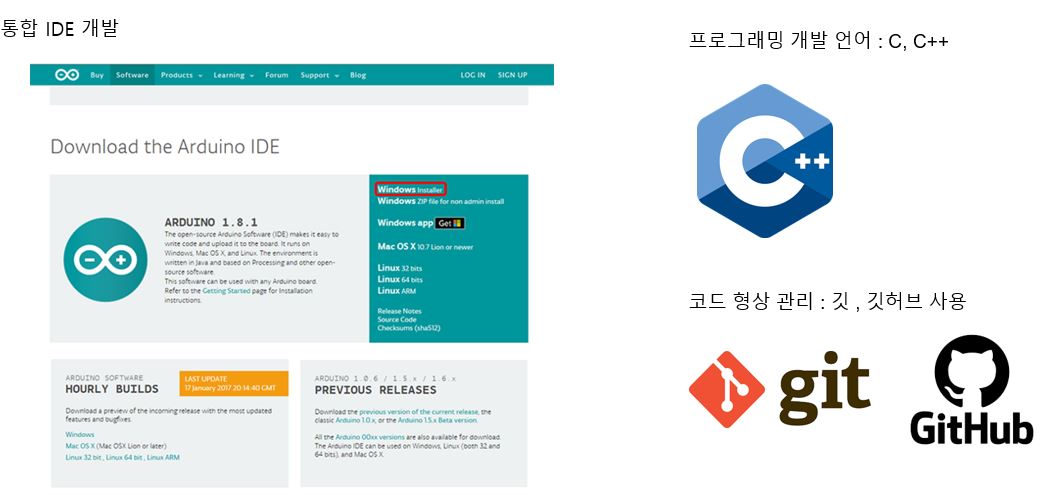 통합 IDE 개발
프로그래밍 개발 언어 : C, C++
Buy Software Products Learning Forum Support Blog LOG IN SIGN UP
Download the Arduino IDE
ARDUINO 1.8.1
The open-source Arduino Software (IDE) makes it easy to
write code and upload it to the board. It runs on
Windows, Mac OS X, and Linux. The environment is
written in Java and based on Processing and other open-
source software.
This software can be used with any Arduino board.
Refer to the Getting Started page for Installation
instructions.
Windows Installer
Windows ZIP file for non admin install
Windows app Get
Mac OS X 10.7 Lion or newer
Linux 32 bits
Linux 64 bits
Linux ARM
Release Notes
Source Code
Checksums (sha512)
ARDUINO SOFTWARE
HOURLY BUILDS
LAST UPDATE
17 January 2017 20:14:40 GMT
Download a preview of the incoming release with the most updated
features and bugfixes.
Windows
Mac OS X (Mac OSX Lion or later)
Linux 32 bit , Linux 64 bit , Linux ARM
ARDUINO 1.0.6 / 1.5.x / 1.6.x
PREVIOUS RELEASES
Download the previous version of the current release, the
classic Arduino 1.0.x, or the Arduino 1.5.x Beta version.
All the Arduino 00xx versions are also available for download.
The Arduino IDE can be used on Windows, Linux (both 32 and
64 bits), and Mac OS X.
C++
코드 형상 관리 : 깃 , 깃허브 사용
git
GitHub